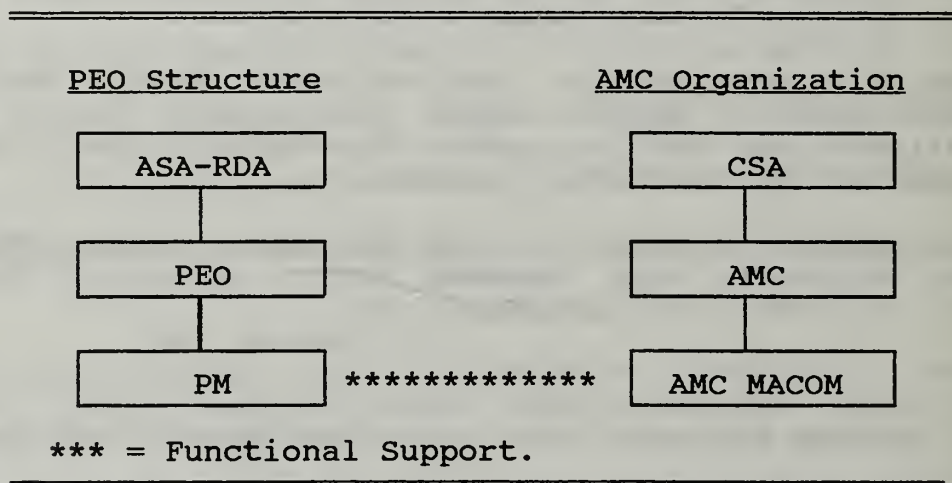 PEO Structure AMC Organization
ASA-RDA CSA
PEO AMC
PM ************* AMC MACOM
*** = Functional Support.